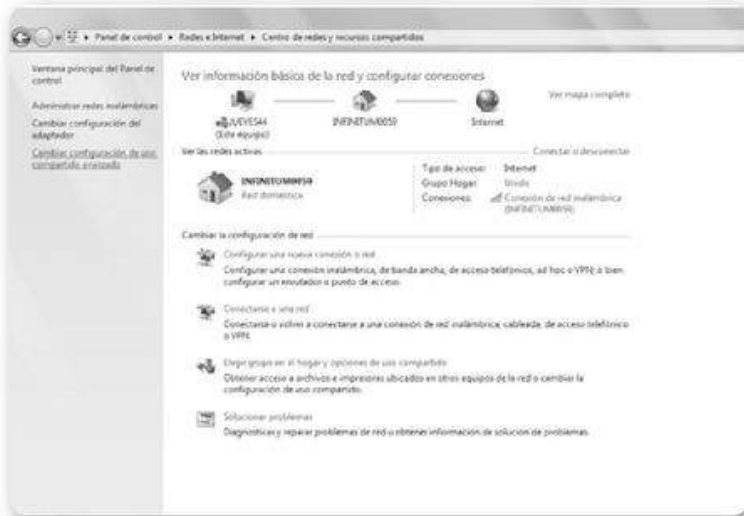 Panel de control ▸ Redes e Internet ▸ Centro de redes y recursos compartidos
Ventana principal del Panel de
control
Administrar redes inalámbricas
Cambiar configuración del
adaptador
Cambiar configuración de uso
compartido avanzado
Ver información básica de la red y configurar conexiones
Ver mapa completo
(Este equipo)
Internet
Ver las redes activas
Conectar o desconectar
INFINITUM0059
Red doméstica
Tipo de acceso: Internet
Grupo Hogar: Unido
Conexiones: Conexión de red inalámbrica
(INFINITUM0059)
Cambiar la configuración de red
Configurar una nueva conexión o red
Configurar una conexión inalámbrica, de banda ancha, de acceso telefónico, ad hoc o VPN; o bien
configurar un enrutador o punto de acceso.
Conectarse a una red
Conectarse o volver a conectarse a una conexión de red inalámbrica, cableada, de acceso telefónico
o VPN.
Elegir grupo en el hogar y opciones de uso compartido
Obtener acceso a archivos e impresoras ubicados en otros equipos de la red o cambiar la
configuración de uso compartido.
Solucionar problemas
Diagnosticar y reparar problemas de red u obtener información de solución de problemas.